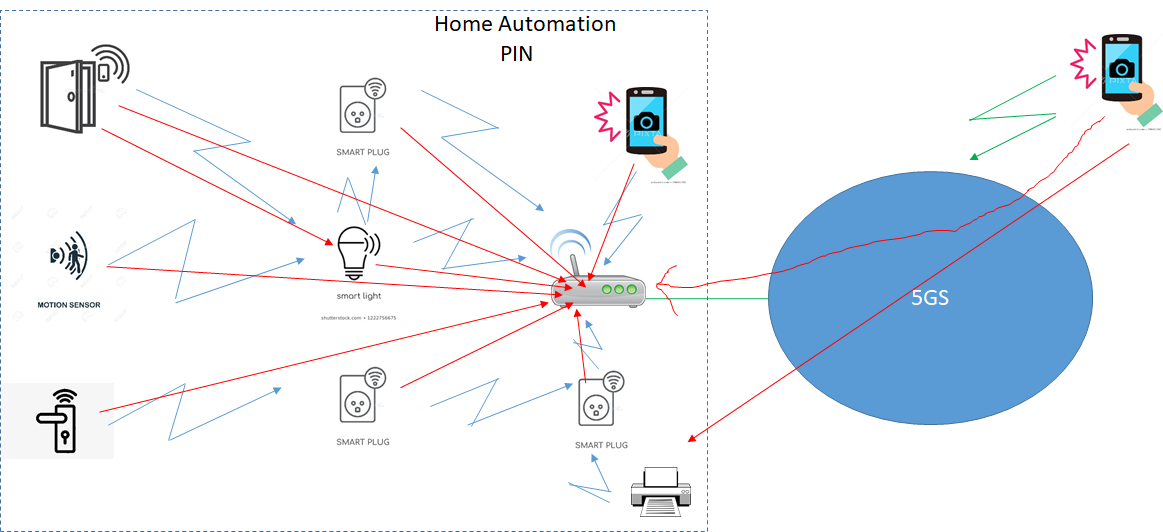 Home Automation
PIN
SMART PLUG
MOTION SENSOR
smart light
shutterstock.com • 1222756675
5GS
SMART PLUG
SMART PLUG